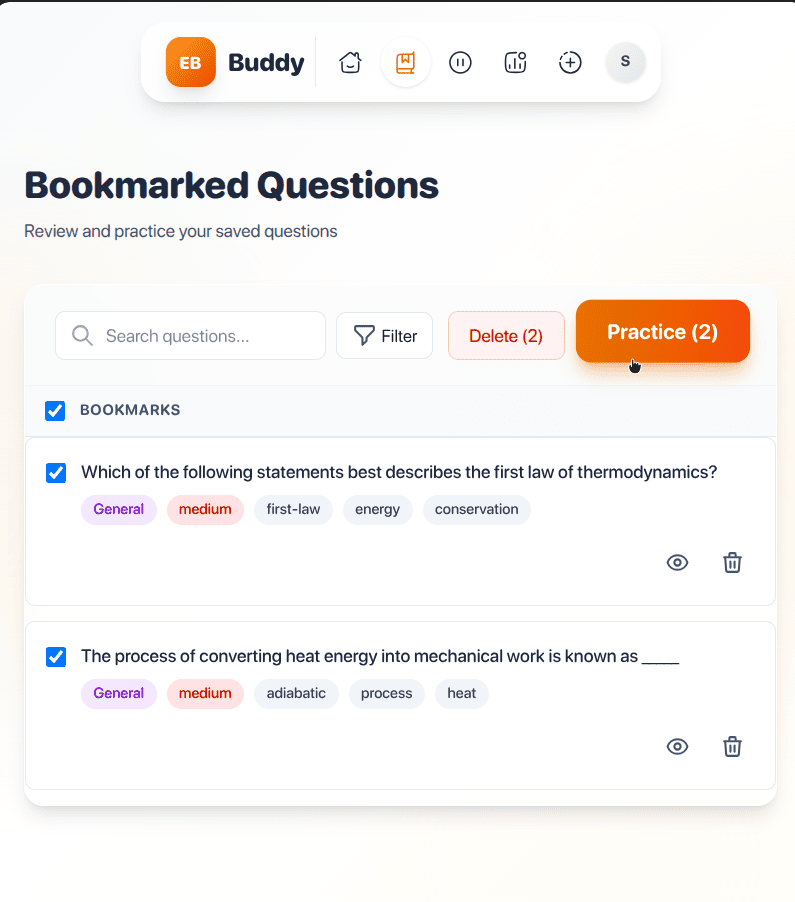 EB Buddy S
Bookmarked Questions
Review and practice your saved questions
Search questions... Filter Delete (2) Practice (2)
BOOKMARKS
Which of the following statements best describes the first law of thermodynamics?
General medium first-law energy conservation
The process of converting heat energy into mechanical work is known as _____
General medium adiabatic process heat